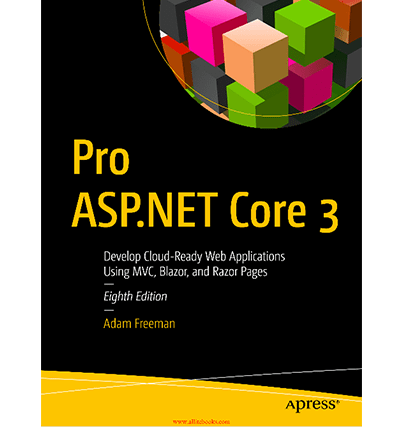 Pro
ASP.NET Core 3
Develop Cloud-Ready Web Applications
Using MVC, Blazor, and Razor Pages
—
Eighth Edition
—
Adam Freeman
Apress®
www.allitebooks.com